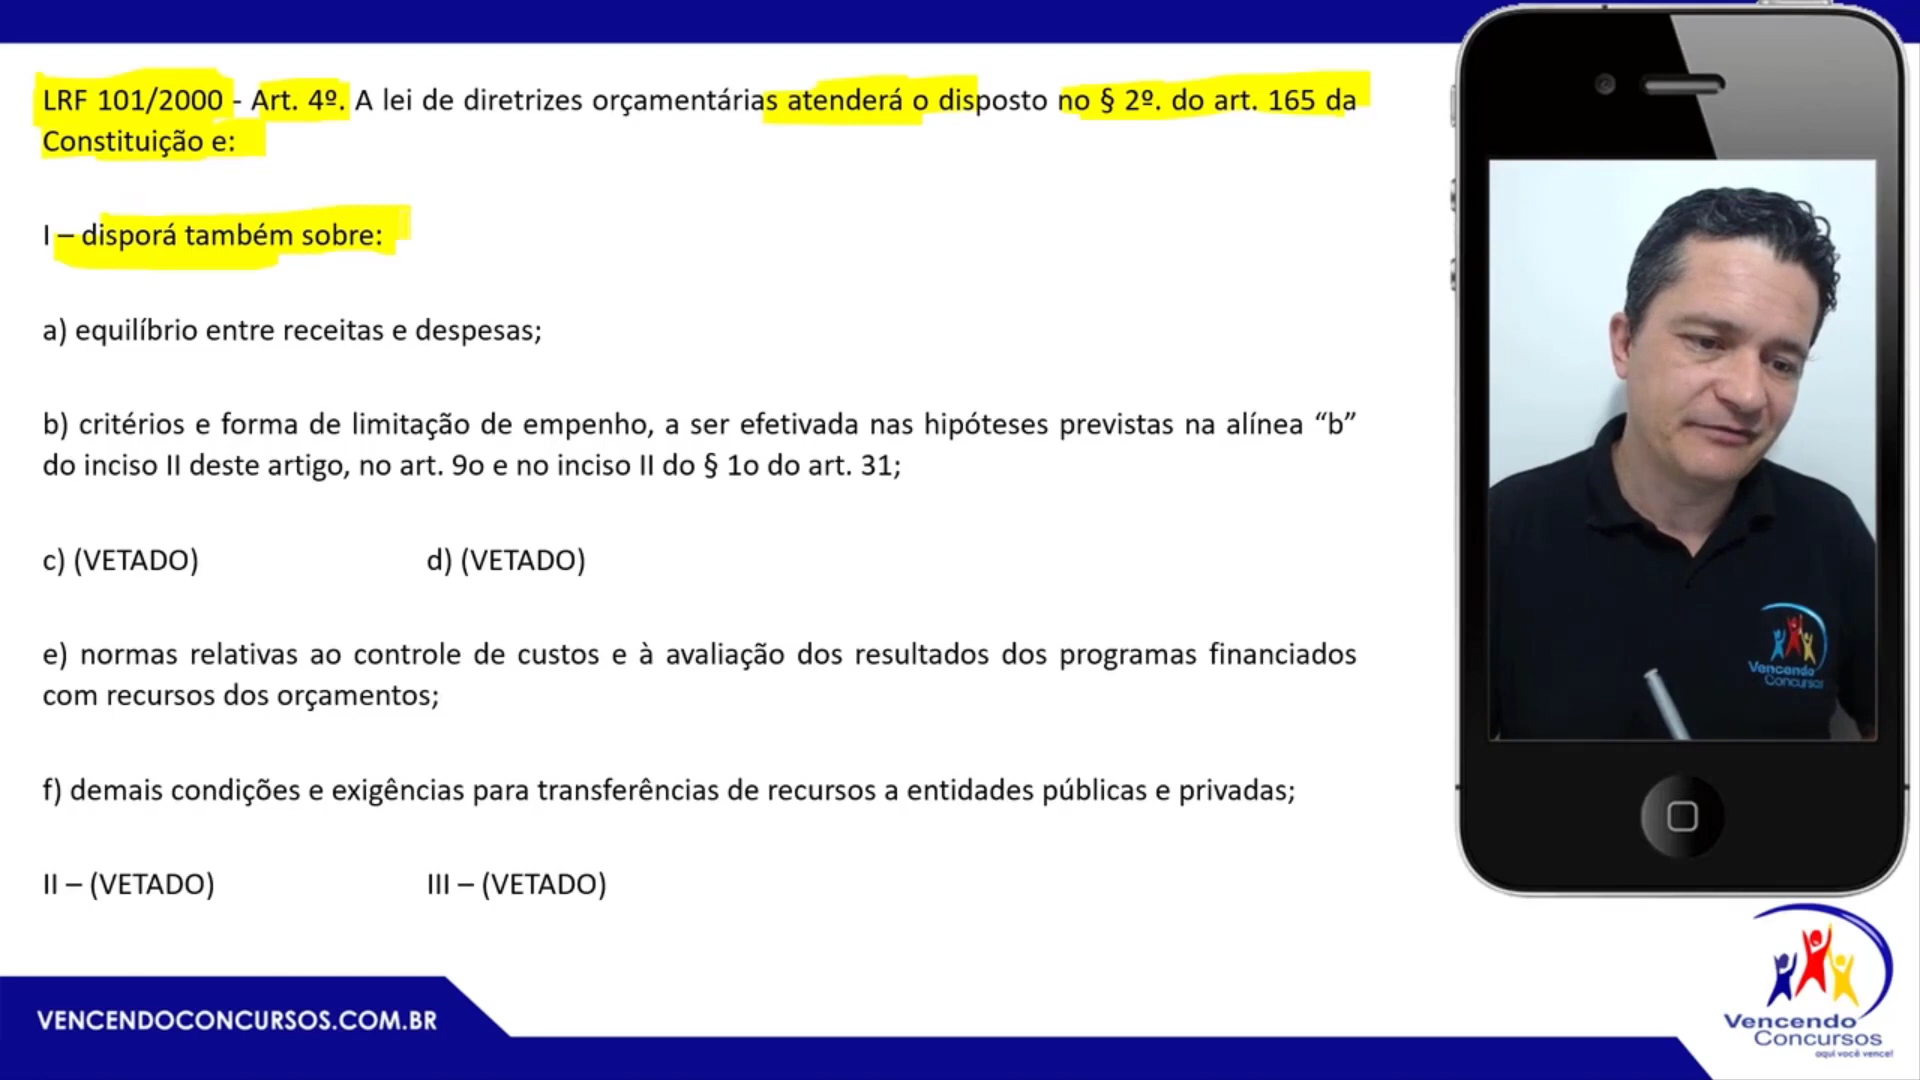 LRF 101/2000 - Art. 4º. A lei de diretrizes orçamentárias atenderá o disposto no § 2º. do art. 165 da
Constituição e:
I – disporá também sobre:
a) equilíbrio entre receitas e despesas;
b) critérios e forma de limitação de empenho, a ser efetivada nas hipóteses previstas na alínea “b”
do inciso II deste artigo, no art. 9o e no inciso II do § 1o do art. 31;
c) (VETADO) d) (VETADO)
e) normas relativas ao controle de custos e à avaliação dos resultados dos programas financiados
com recursos dos orçamentos;
f) demais condições e exigências para transferências de recursos a entidades públicas e privadas;
II – (VETADO) III – (VETADO)
Vencendo
Concursos
VENCENDOCONCURSOS.COM.BR
Vencendo
Concursos
aqui você vence!